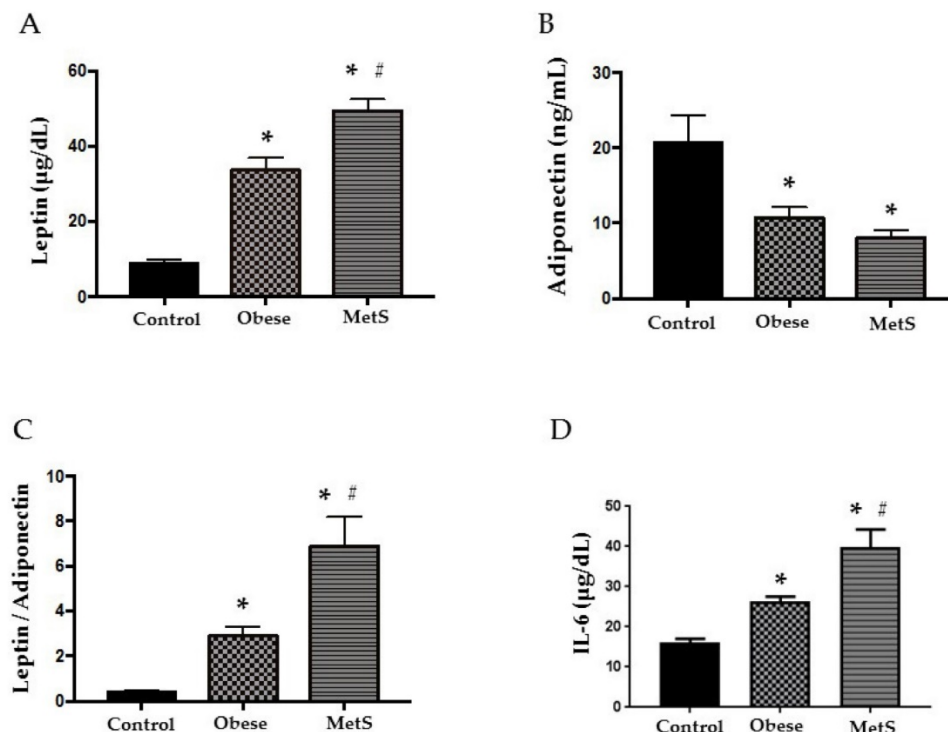 A
Leptin (µg/dL)
60
40
20
0
*
* #
Control Obese MetS
B
Adiponectin (ng/mL)
30
20
10
0
*
*
Control Obese MetS
C
Leptin / Adiponectin
10
8
6
4
2
0
*
* #
Control Obese MetS
D
IL-6 (µg/dL)
50
40
30
20
10
0
*
* #
Control Obese MetS